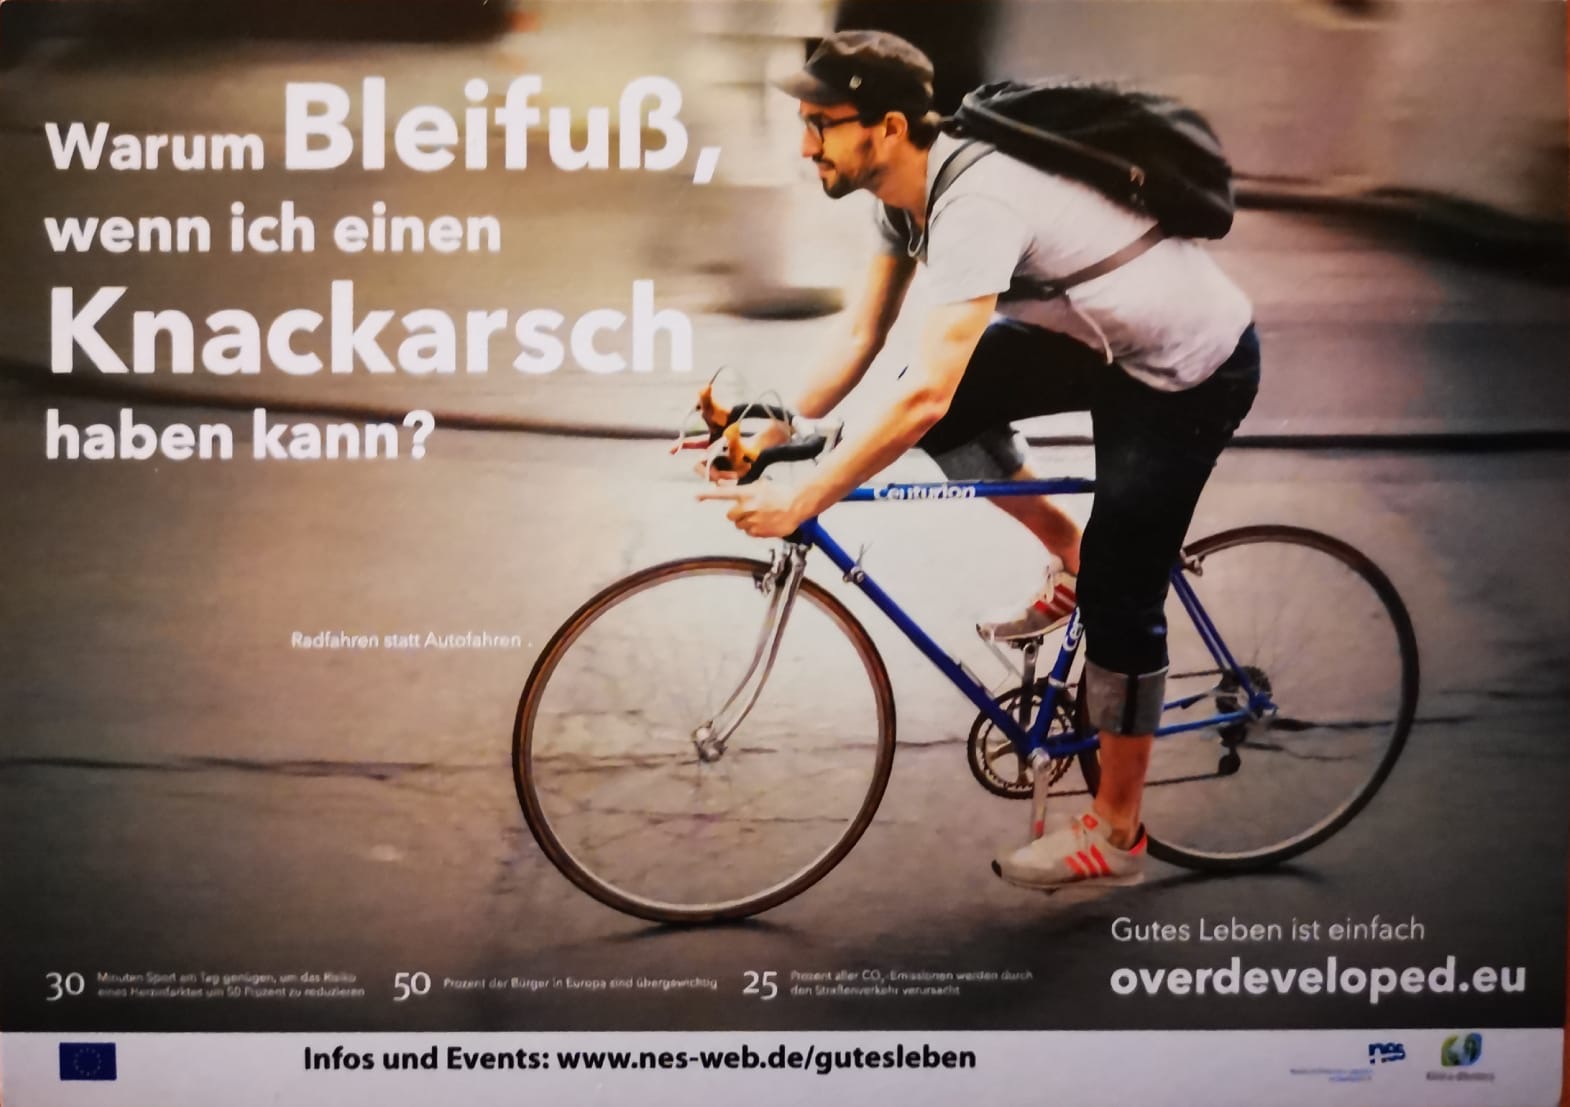 Warum Bleifuß,
wenn ich einen
Knackarsch
haben kann?
Centurion
Radfahren statt Autofahren .
30 Minuten Sport am Tag genügen, um das Risiko
eines Herzinfarktes um 50 Prozent zu reduzieren
50 Prozent der Bürger in Europa sind übergewichtig
25 Prozent aller CO₂-Emissionen werden durch
den Straßenverkehr verursacht
Gutes Leben ist einfach
overdeveloped.eu
Infos und Events: www.nes-web.de/gutesleben
nes